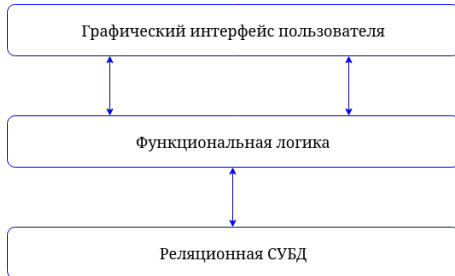 Графический интерфейс пользователя
Функциональная логика
Реляционная СУБД